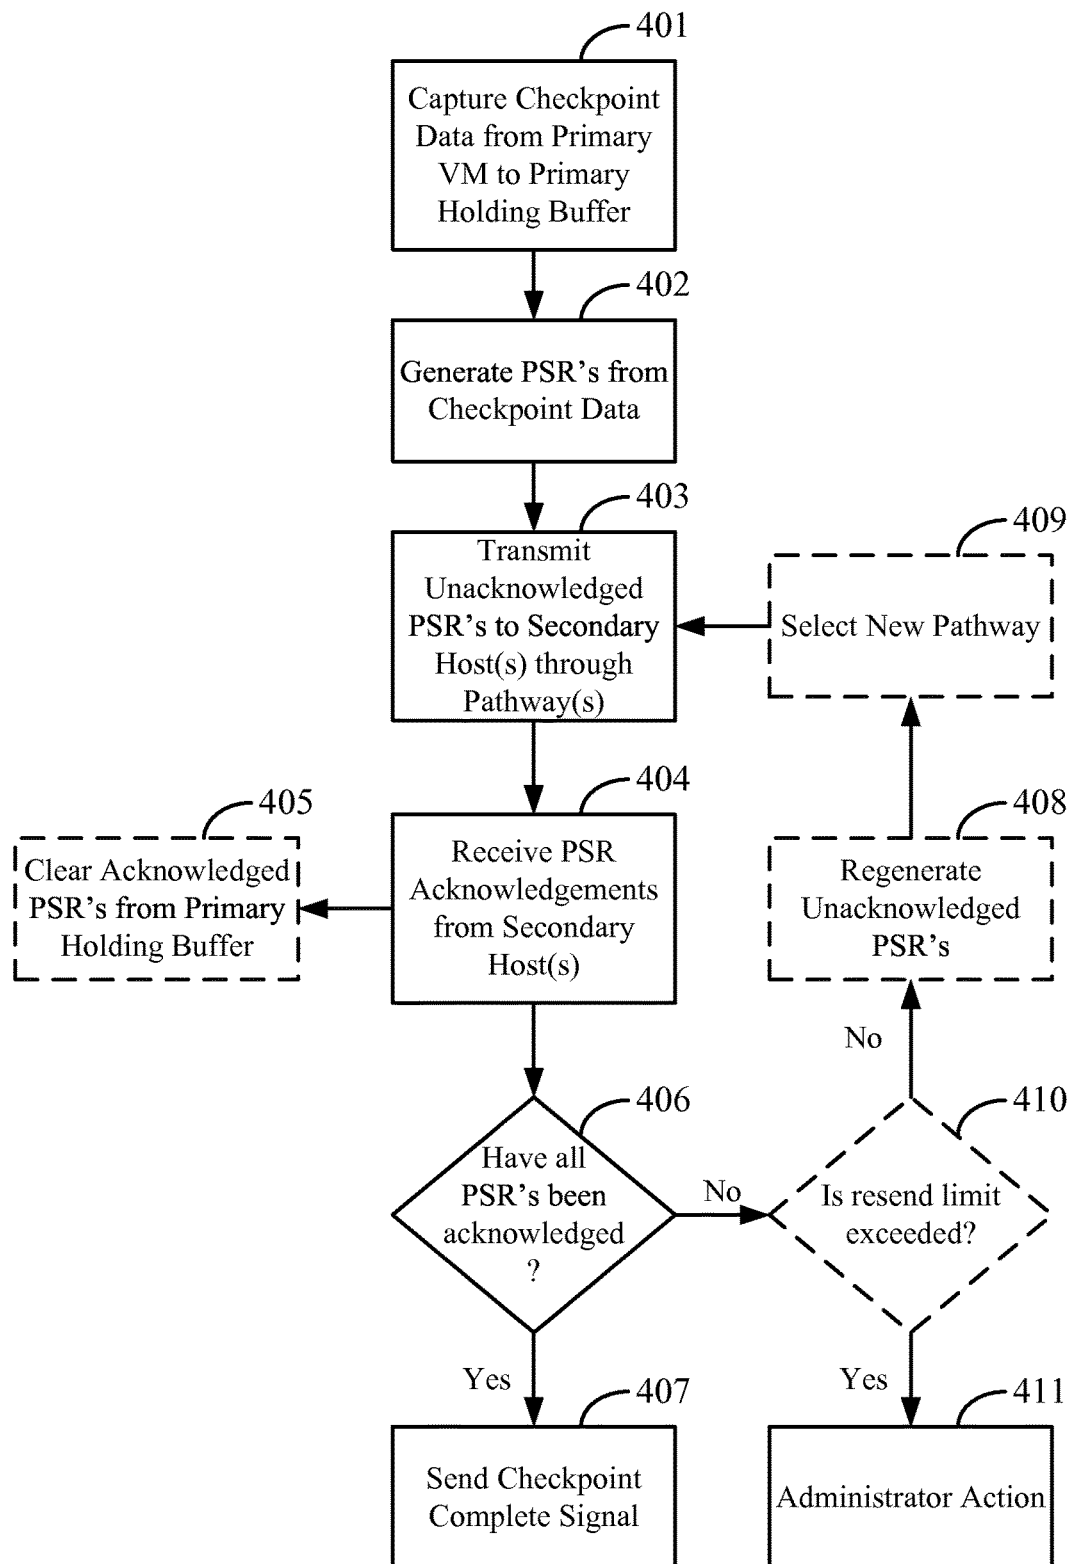 401
Capture Checkpoint
Data from Primary
VM to Primary
Holding Buffer
402
Generate PSR's from
Checkpoint Data
403
Transmit
Unacknowledged
PSR's to Secondary
Host(s) through
Pathway(s)
409
Select New Pathway
404
Receive PSR
Acknowledgements
from Secondary
Host(s)
405
Clear Acknowledged
PSR's from Primary
Holding Buffer
408
Regenerate
Unacknowledged
PSR's
No
406
Have all
PSR's been
acknowledged
?
No
410
Is resend limit
exceeded?
Yes
407
Send Checkpoint
Complete Signal
Yes
411
Administrator Action